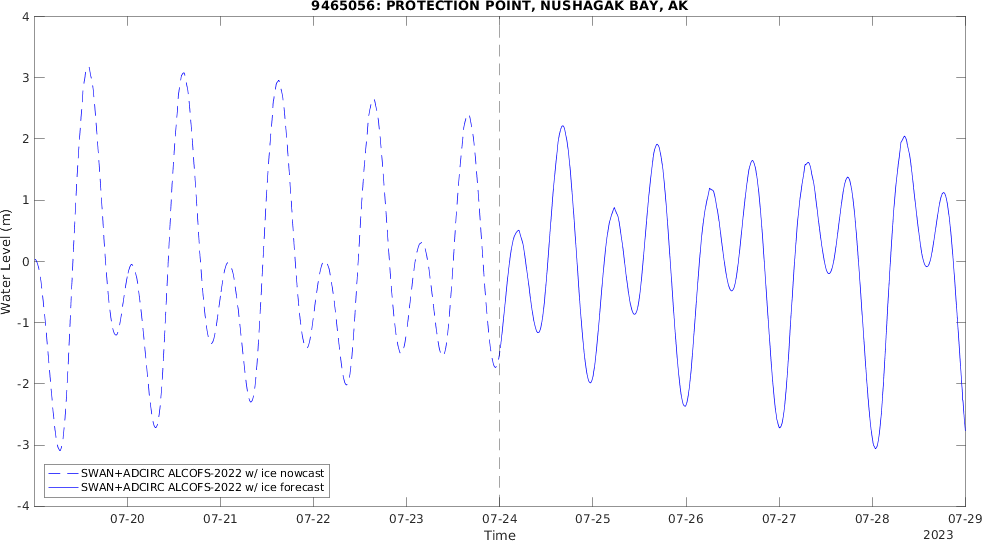 9465056: PROTECTION POINT, NUSHAGAK BAY, AK
4
3
2
1
0
-1
-2
-3
-4
Water Level (m)
SWAN+ADCIRC ALCOFS-2022 w/ ice nowcast
SWAN+ADCIRC ALCOFS-2022 w/ ice forecast
07-20 07-21 07-22 07-23 07-24 07-25 07-26 07-27 07-28 07-29
Time
2023